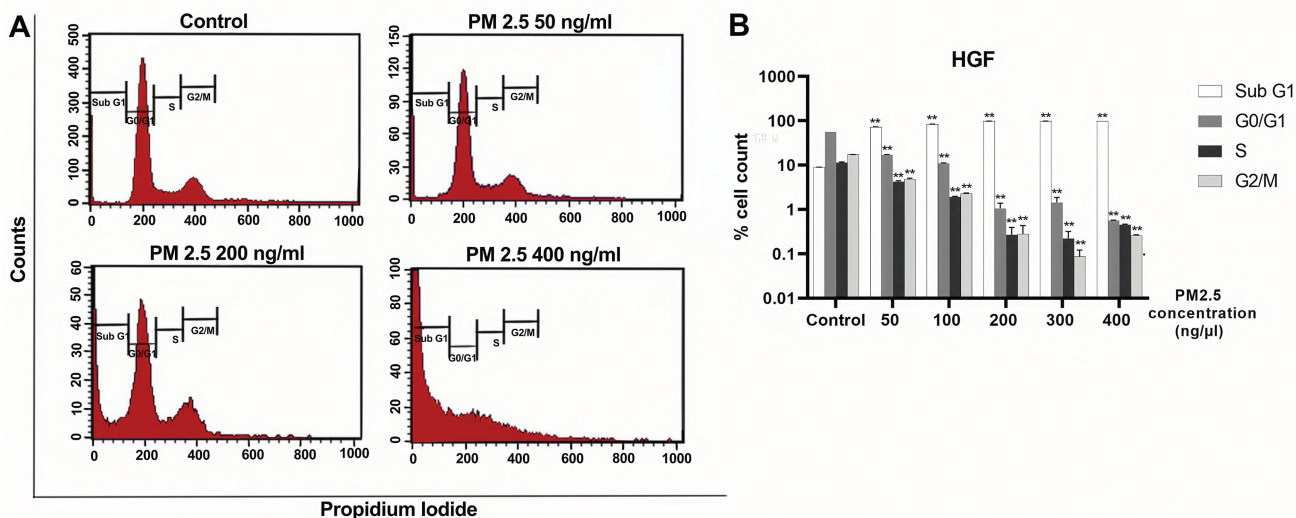 A
Control
500
400
300
200
100
0
Sub G1
G0/G1
S
G2/M
0 200 400 600 800 1000
PM 2.5 50 ng/ml
150
120
90
60
30
0
Sub G1
G0/G1
S
G2/M
0 200 400 600 800 1000
PM 2.5 200 ng/ml
60
50
40
30
20
10
0
Sub G1
G0/G1
S
G2/M
0 200 400 600 800 1000
PM 2.5 400 ng/ml
100
80
60
40
20
0
Sub G1
G0/G1
S
G2/M
0 200 400 600 800 1000
Counts
Propidium Iodide
B
HGF
1000
100
10
1
0.1
0.01
% cell count
** ** ** **
** ** ** **
** ** ** **
** ** ** **
** ** ** **
Control 50 100 200 300 400
PM2.5
concentration
(ng/µl)
Sub G1
G0/G1
S
G2/M